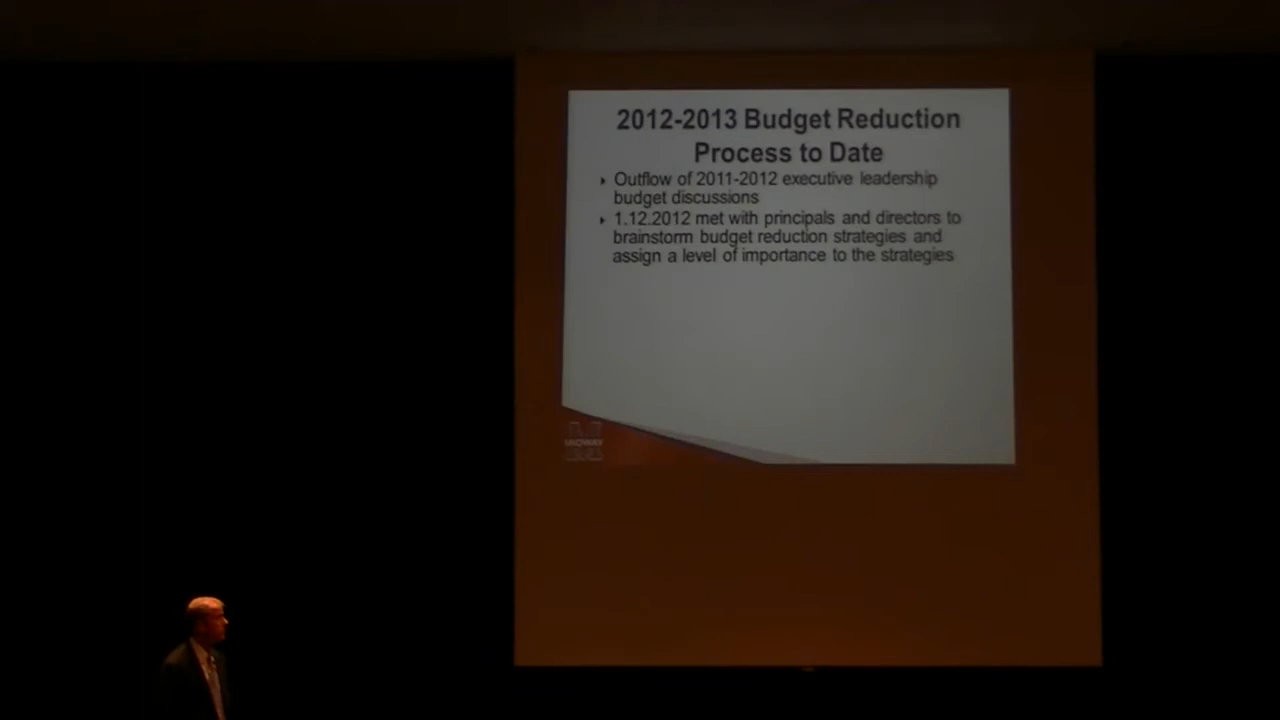 2012-2013 Budget Reduction
Process to Date
Outflow of 2011-2012 executive leadership
budget discussions
1.12.2012 met with principals and directors to
brainstorm budget reduction strategies and
assign a level of importance to the strategies
MIDWAY